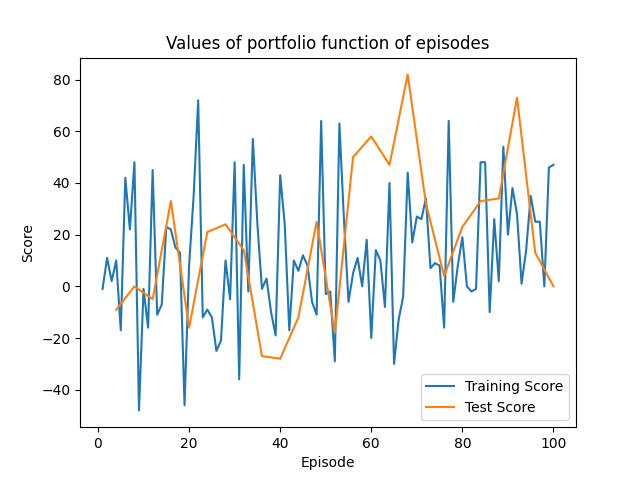 Values of portfolio function of episodes
80
60
40
20
0
−20
−40
Score
0 20 40 60 80 100
Episode
Training Score
Test Score